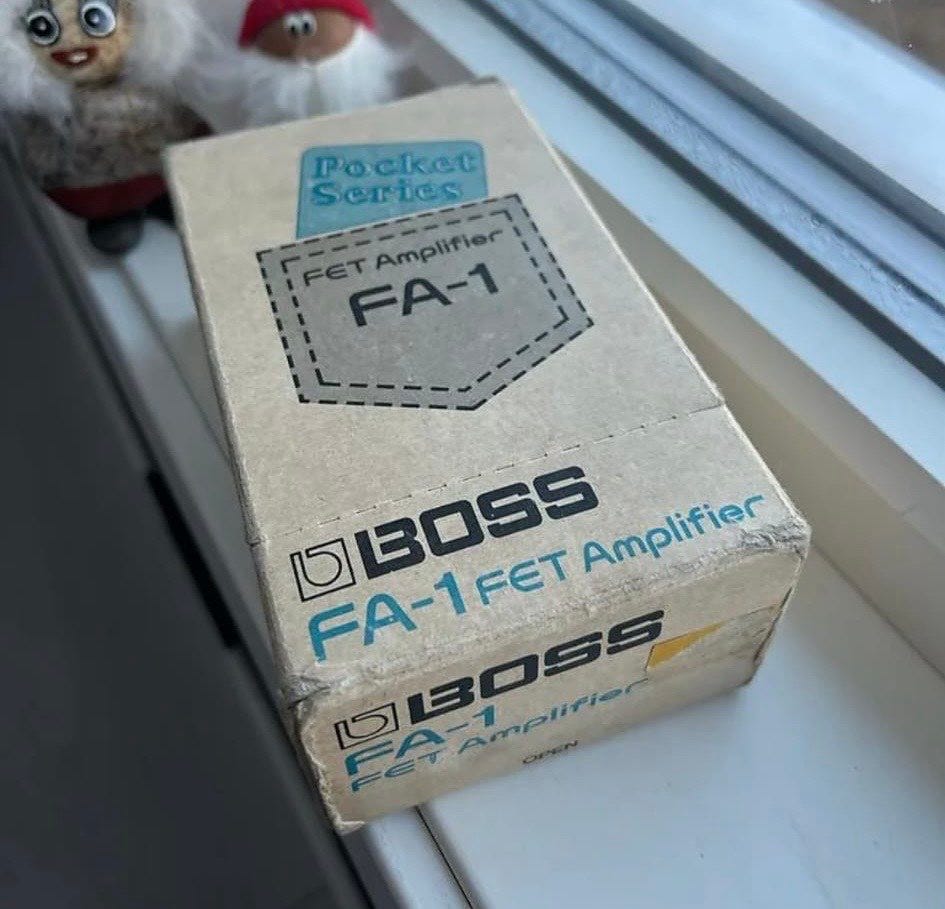 Pocket
Series
FET Amplifier
FA-1
BOSS
FA-1 FET Amplifier
BOSS
FA-1
FET Amplifier
OPEN